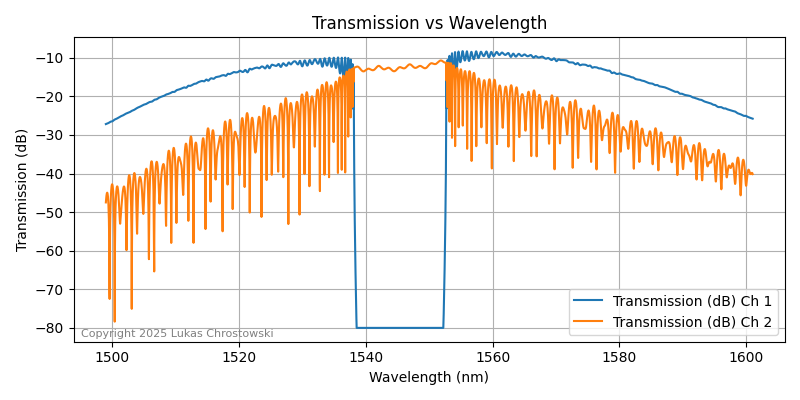 Transmission vs Wavelength
Transmission (dB)
−10
−20
−30
−40
−50
−60
−70
−80
Transmission (dB) Ch 1
Transmission (dB) Ch 2
Copyright 2025 Lukas Chrostowski
1500 1520 1540 1560 1580 1600
Wavelength (nm)